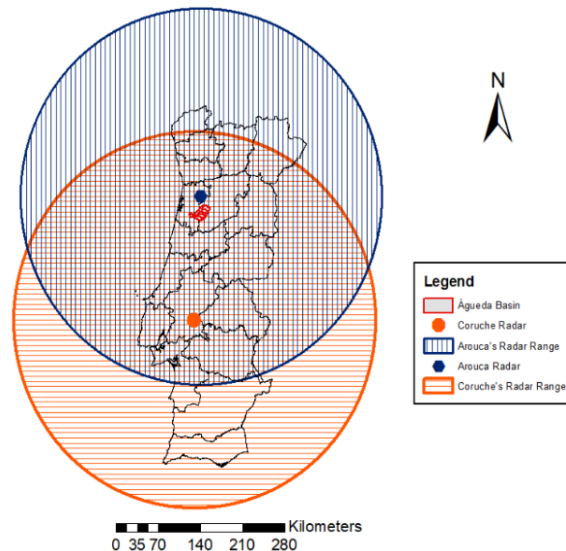 N
Legend
Águeda Basin
Coruche Radar
Arouca's Radar Range
Arouca Radar
Coruche's Radar Range
Kilometers
0 35 70 140 210 280